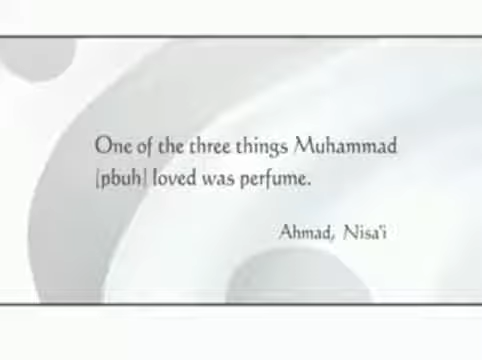 One of the three things Muhammad
[pbuh] loved was perfume.
Ahmad, Nisa'i